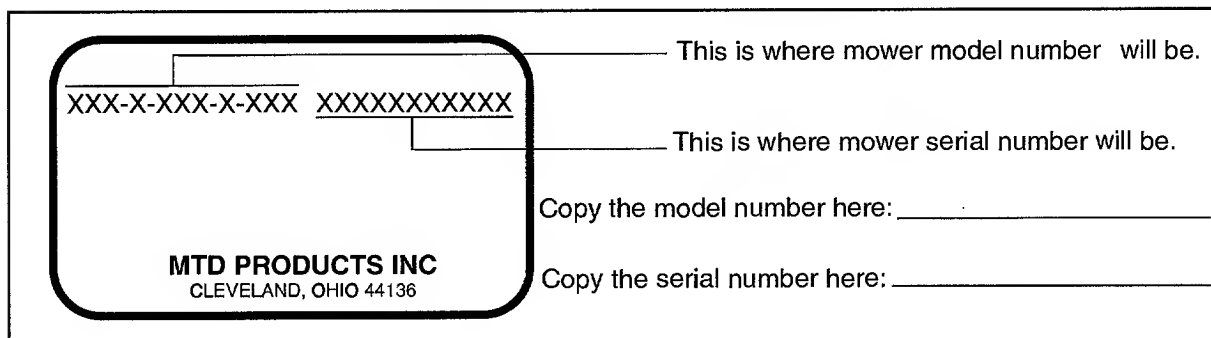 This is where mower model number will be.
XXX-X-XXX-X-XXX XXXXXXXXXXX
This is where mower serial number will be.
Copy the model number here:
MTD PRODUCTS INC
CLEVELAND, OHIO 44136
Copy the serial number here: